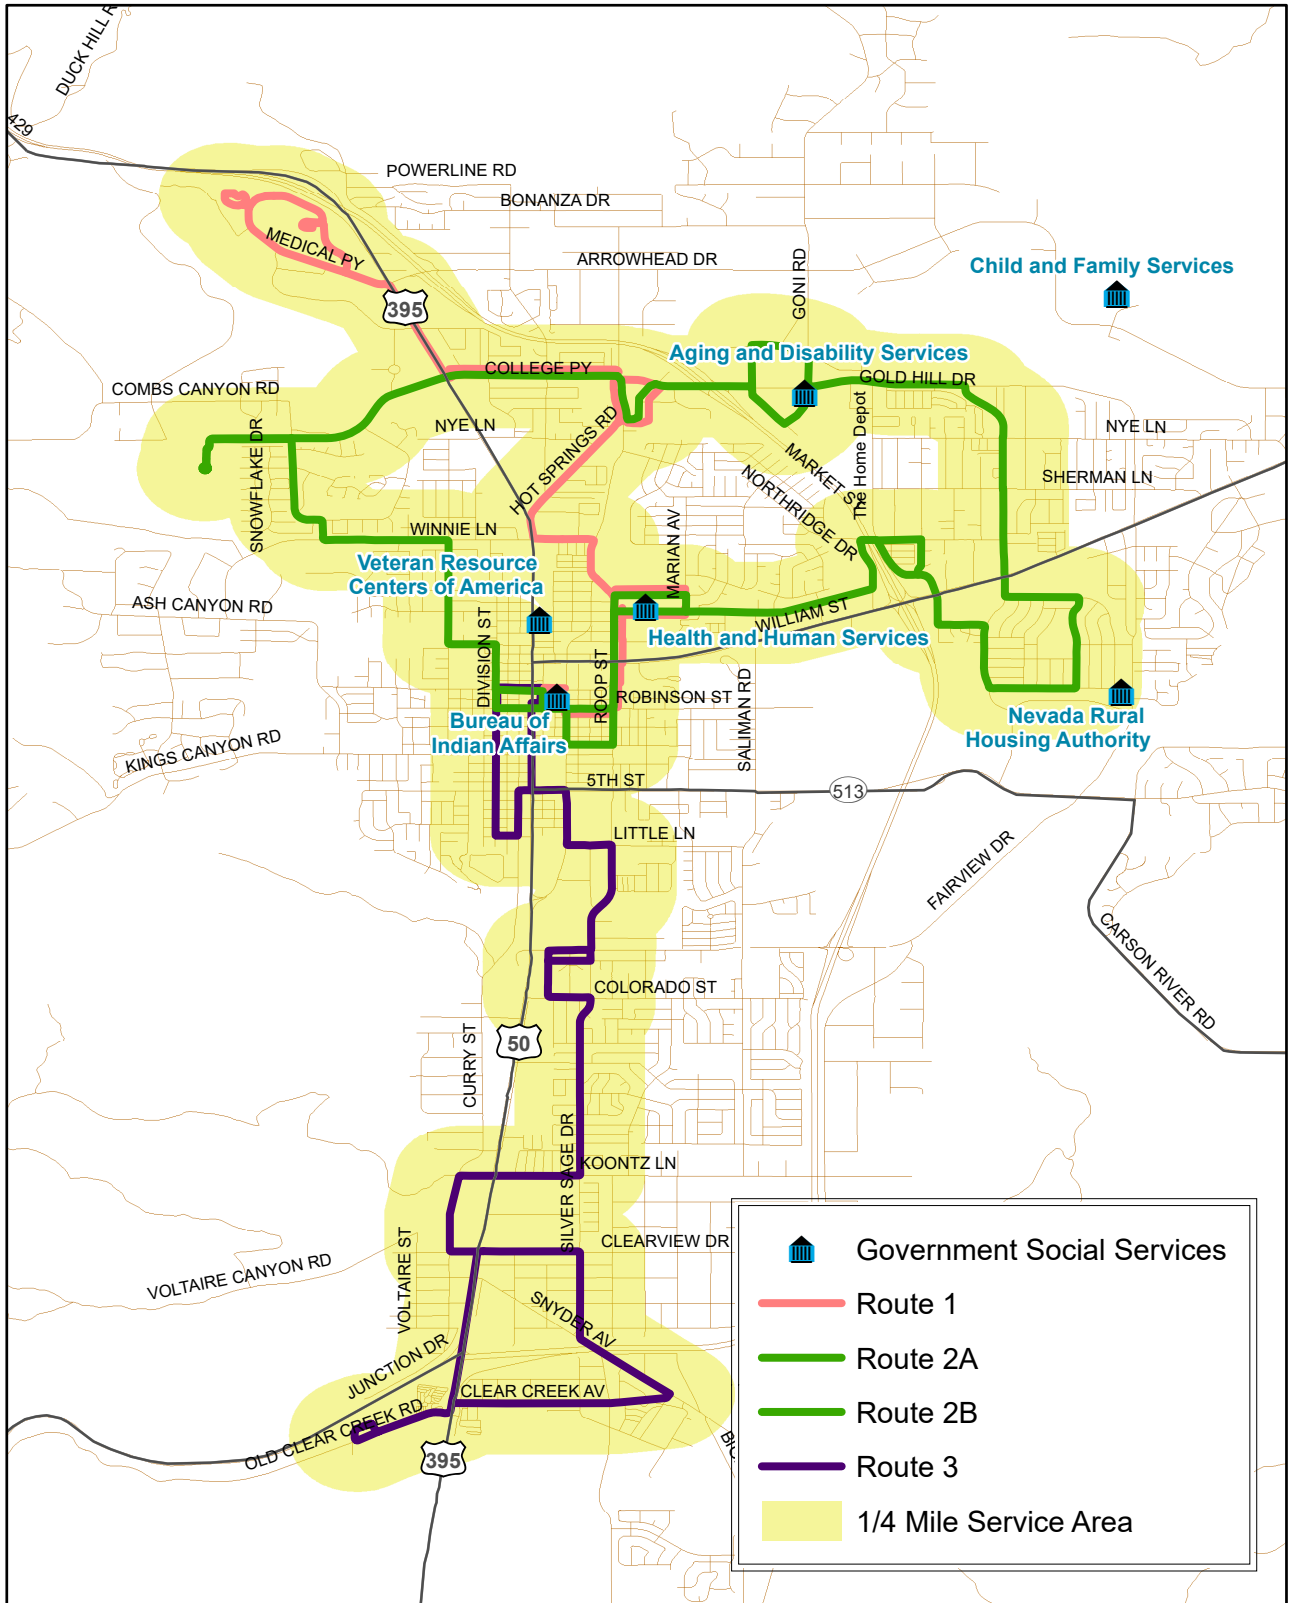 DUCK HILL R
429
POWERLINE RD
BONANZA DR
MEDICAL PY
ARROWHEAD DR
GONI RD
Child and Family Services
395
Aging and Disability Services
COLLEGE PY
GOLD HILL DR
COMBS CANYON RD
The Home Depot
SNOWFLAKE DR
NYE LN
HOT SPRINGS RD
NYE LN
MARKET ST
NORTHRIDGE DR
SHERMAN LN
WINNIE LN
MARIAN AV
Veteran Resource
Centers of America
ASH CANYON RD
DIVISION ST
WILLIAM ST
Health and Human Services
ROOP ST
ROBINSON ST
SALIMAN RD
Bureau of
Indian Affairs
Nevada Rural
Housing Authority
KINGS CANYON RD
5TH ST
513
LITTLE LN
FAIRVIEW DR
CARSON RIVER RD
COLORADO ST
50
CURRY ST
SILVER SAGE DR
KOONTZ LN
CLEARVIEW DR
VOLTAIRE ST
VOLTAIRE CANYON RD
SNYDER AV
JUNCTION DR
CLEAR CREEK AV
OLD CLEAR CREEK RD
395
Government Social Services
Route 1
Route 2A
Route 2B
Route 3
1/4 Mile Service Area